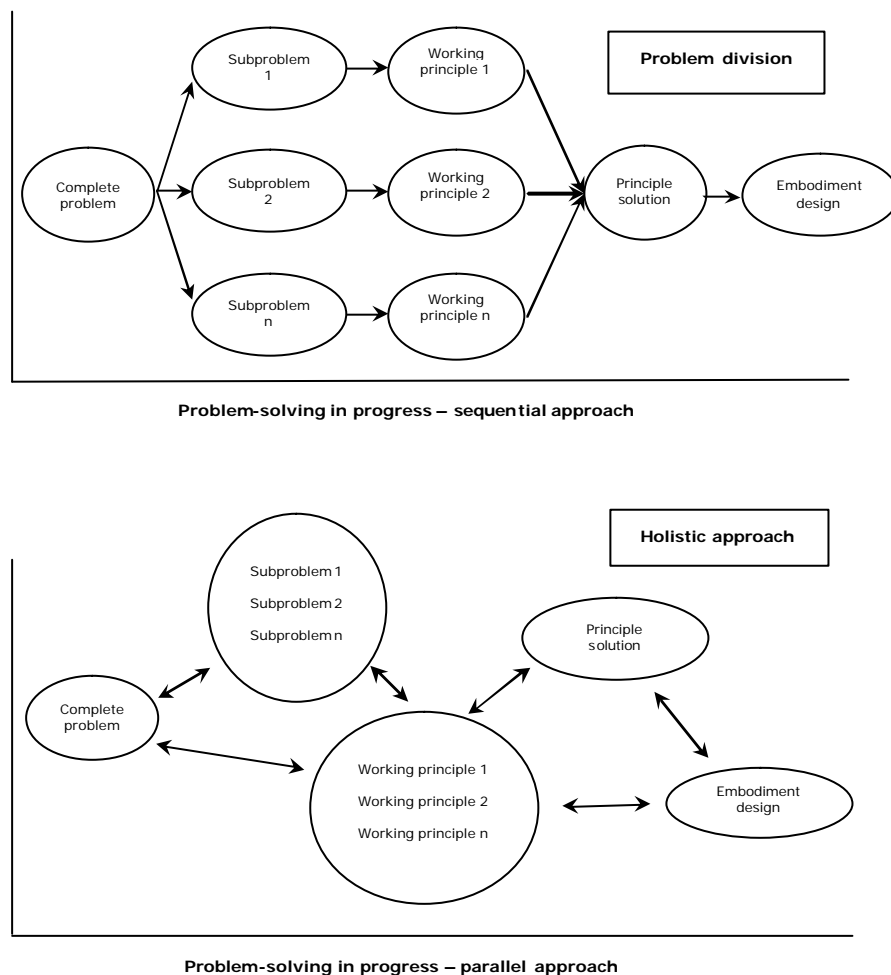 Problem division
Complete
problem
Subproblem
1
Subproblem
2
Subproblem
n
Working
principle 1
Working
principle 2
Working
principle n
Principle
solution
Embodiment
design
Problem-solving in progress – sequential approach
Holistic approach
Complete
problem
Subproblem 1
Subproblem 2
Subproblem n
Working principle 1
Working principle 2
Working principle n
Principle
solution
Embodiment
design
Problem-solving in progress – parallel approach